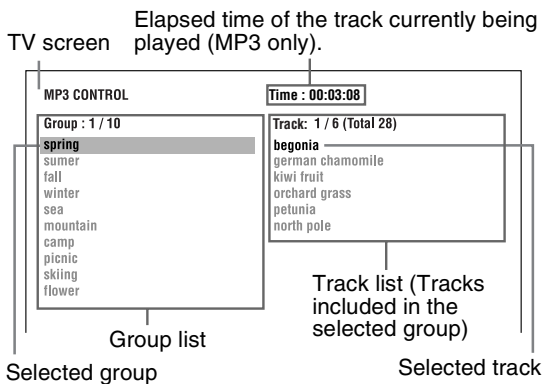 Elapsed time of the track currently being
played (MP3 only).
TV screen
MP3 CONTROL
Time : 00:03:08
Group : 1 / 10
spring
sumer
fall
winter
sea
mountain
camp
picnic
skiing
flower
Track: 1 / 6 (Total 28)
begonia
german chamomile
kiwi fruit
orchard grass
petunia
north pole
Track list (Tracks
included in the
selected group)
Group list
Selected group
Selected track